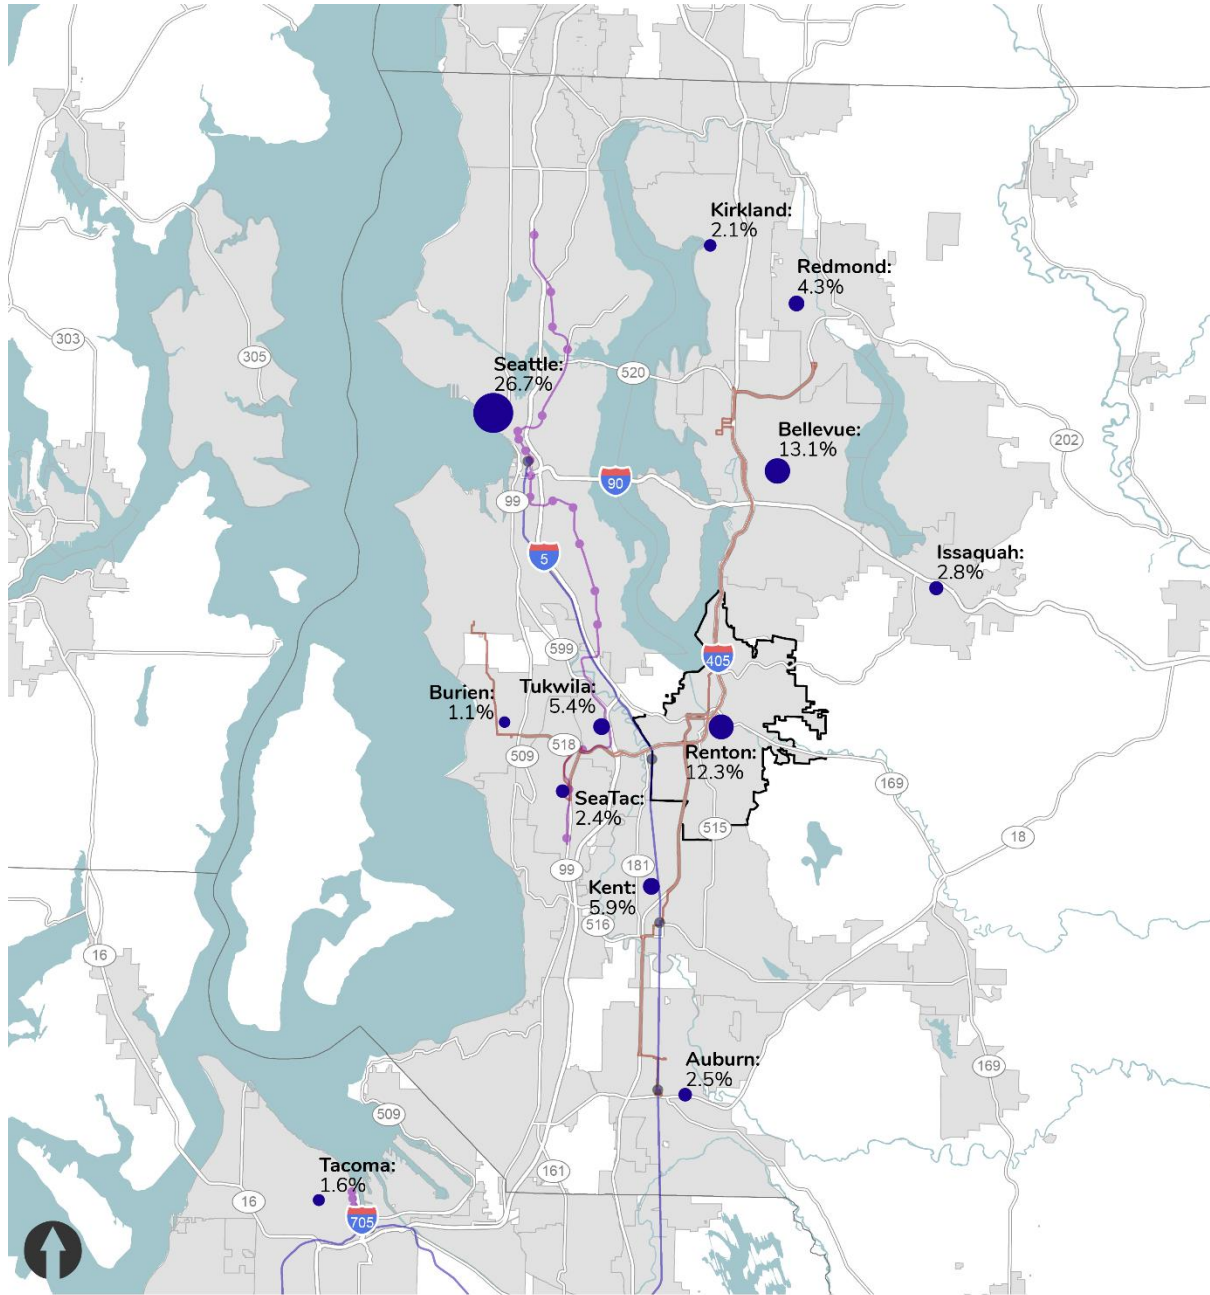 Kirkland:
2.1%
Redmond:
4.3%
303
305
Seattle:
26.7%
520
Bellevue:
13.1%
202
90
99
5
Issaquah:
2.8%
599
405
Burien:
1.1%
Tukwila:
5.4%
518
509
Renton:
12.3%
169
SeaTac:
2.4%
515
18
99
181
Kent:
5.9%
516
16
169
Auburn:
2.5%
509
161
Tacoma:
1.6%
16
705